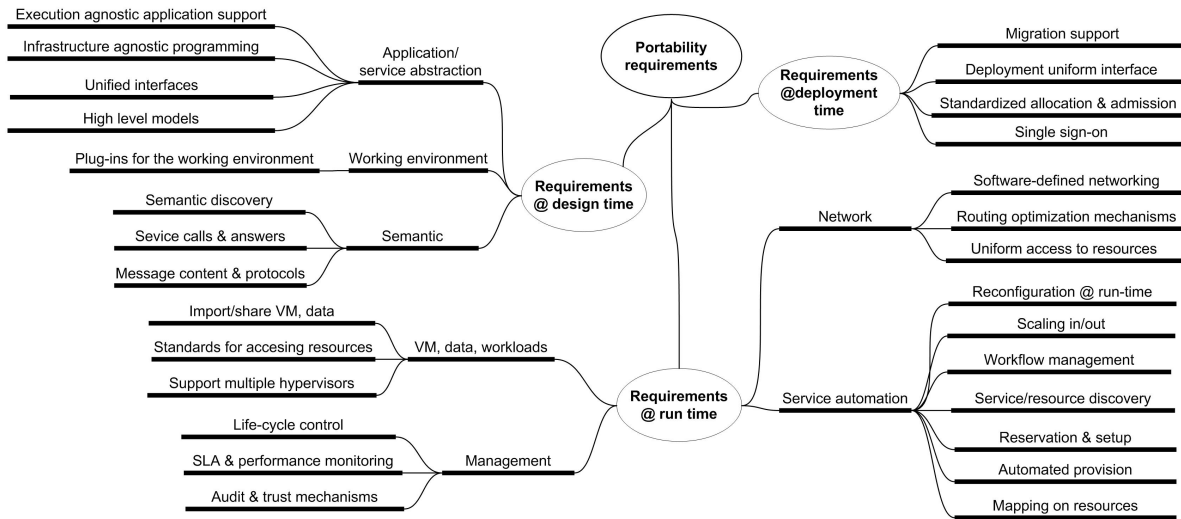 Portability
requirements
Execution agnostic application support
Infrastructure agnostic programming
Unified interfaces
High level models
Application/
service abstraction
Plug-ins for the working environment
Working environment
Semantic discovery
Sevice calls & answers
Message content & protocols
Semantic
Requirements
@ design time
Requirements
@deployment
time
Migration support
Deployment uniform interface
Standardized allocation & admission
Single sign-on
Import/share VM, data
Standards for accesing resources
Support multiple hypervisors
VM, data, workloads
Life-cycle control
SLA & performance monitoring
Audit & trust mechanisms
Management
Requirements
@ run time
Network
Software-defined networking
Routing optimization mechanisms
Uniform access to resources
Service automation
Reconfiguration @ run-time
Scaling in/out
Workflow management
Service/resource discovery
Reservation & setup
Automated provision
Mapping on resources